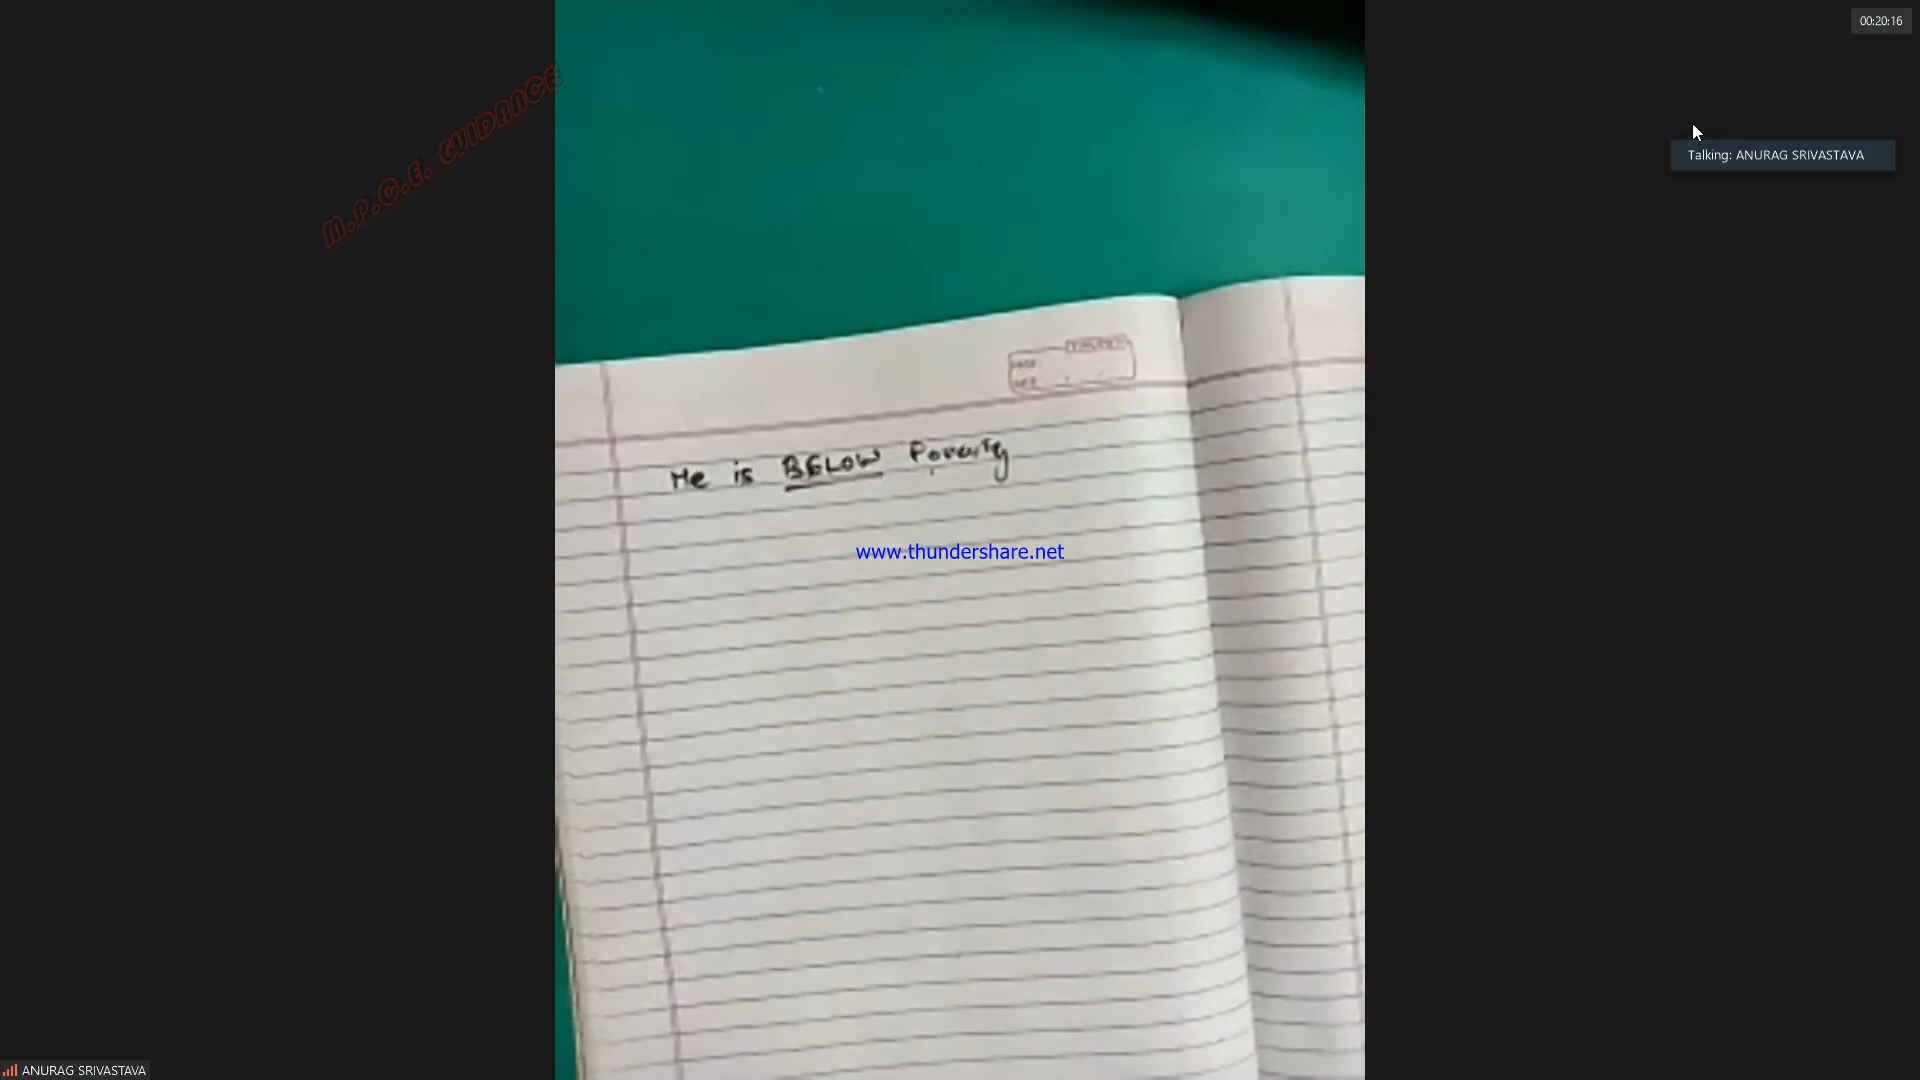 00:20:16
M.P.C.E. GUIDANCE
Talking: ANURAG SRIVASTAVA
He is BELOW Poverty
www.thundershare.net
ANURAG SRIVASTAVA